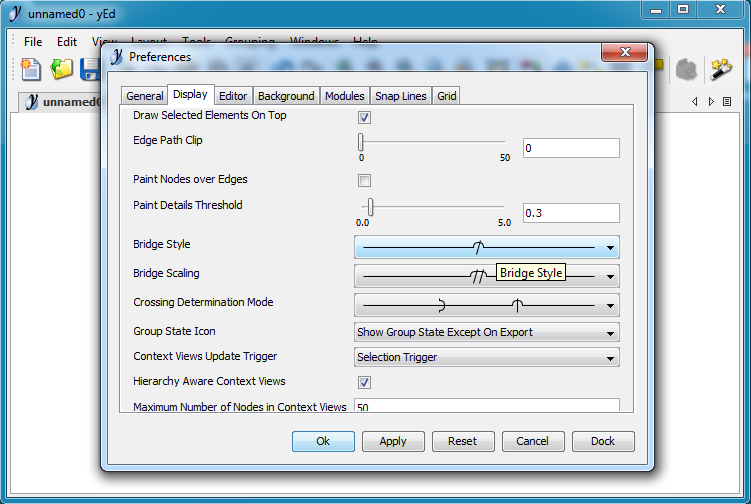 unnamed0 - yEd
File Edit View Layout Tools Grouping Windows Help
Preferences
unnamed0
General Display Editor Background Modules Snap Lines Grid
Draw Selected Elements On Top
Edge Path Clip
0
0 50
Paint Nodes over Edges
Paint Details Threshold
0.3
0.0 5.0
Bridge Style
Bridge Scaling
Bridge Style
Crossing Determination Mode
Group State Icon Show Group State Except On Export
Context Views Update Trigger Selection Trigger
Hierarchy Aware Context Views
Maximum Number of Nodes in Context Views 50
Ok Apply Reset Cancel Dock